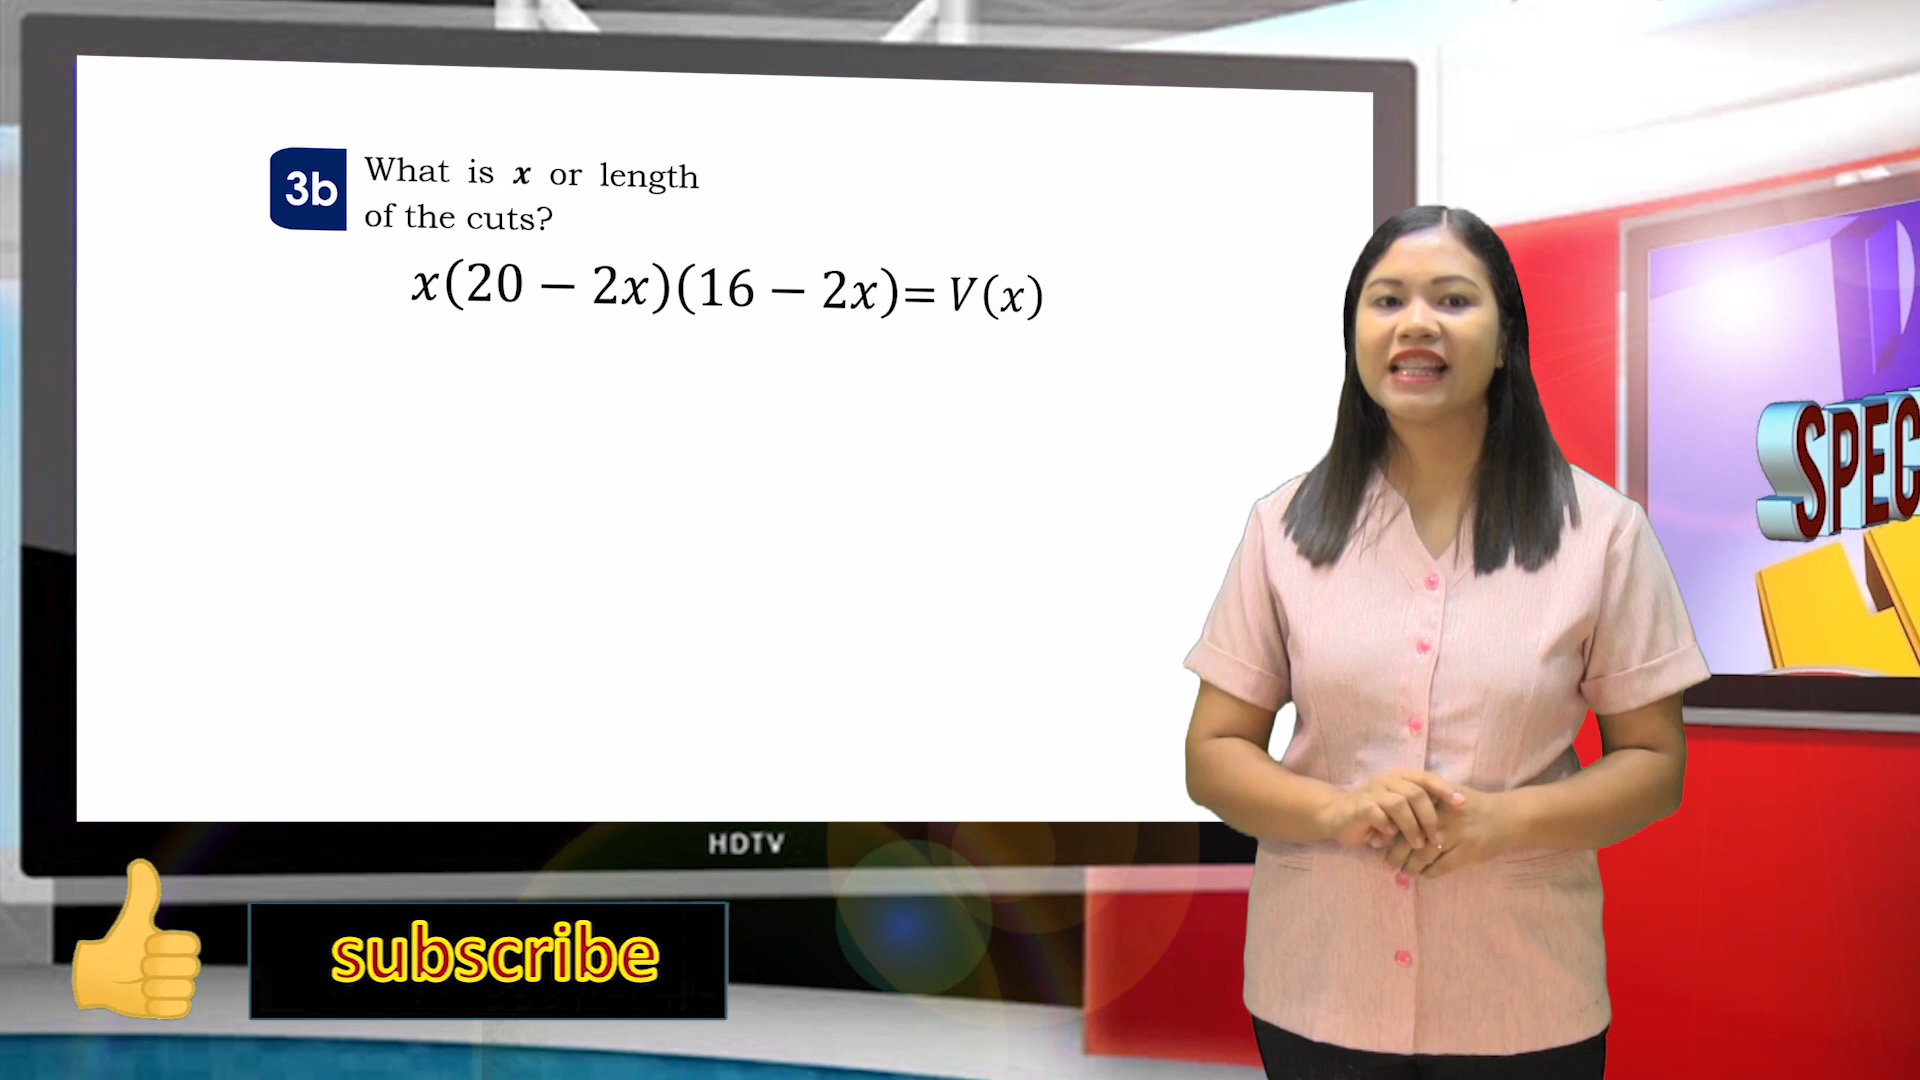 3b
What is x or length
of the cuts?
x(20 − 2x)(16 − 2x)= V(x)
SPEC
HDTV
subscribe